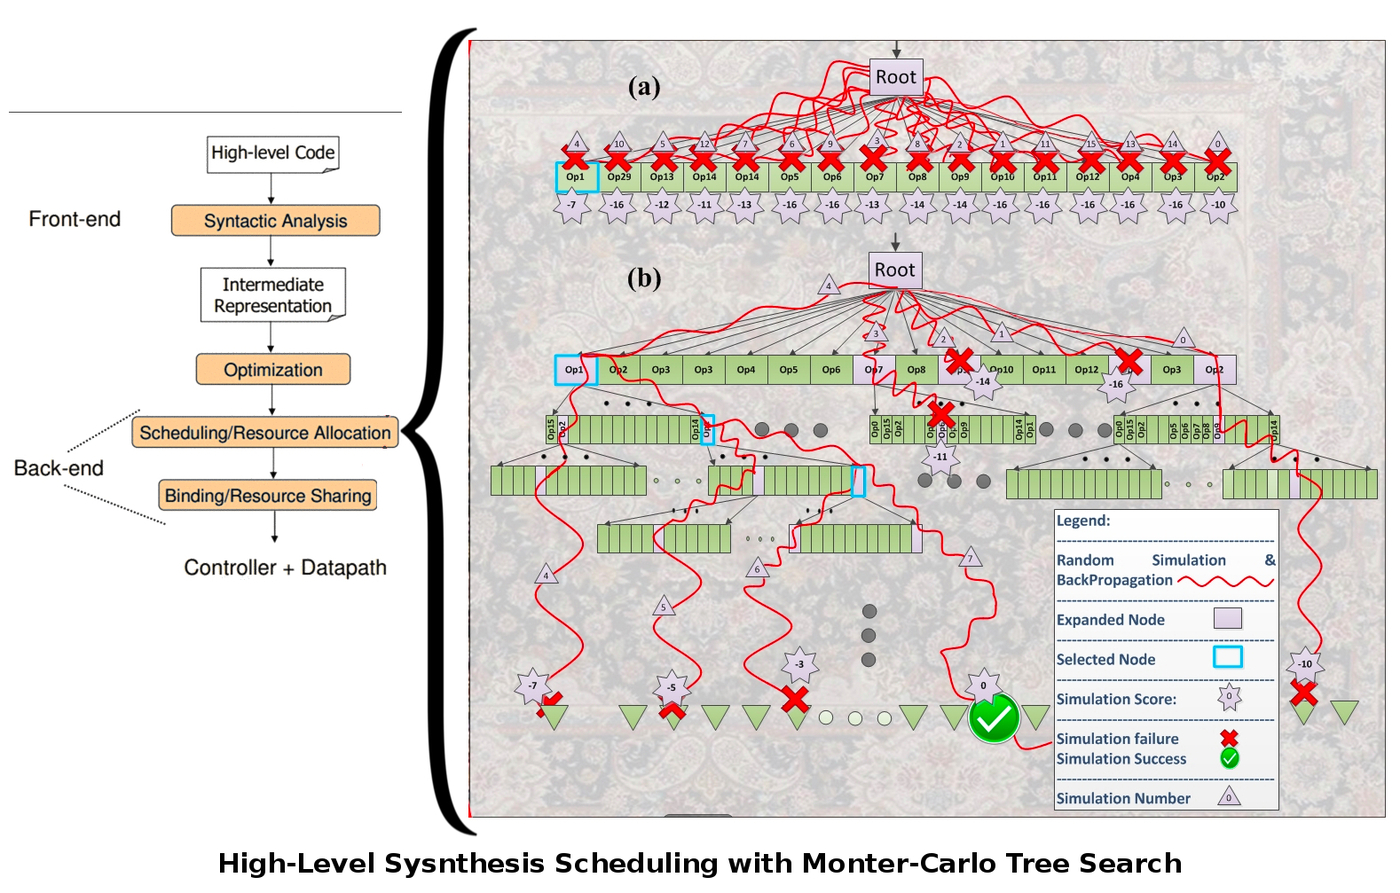 High-level Code
Front-end
Syntactic Analysis
Intermediate
Representation
Optimization
Scheduling/Resource Allocation
Back-end
Binding/Resource Sharing
Controller + Datapath
(a)
Root
4 10 5 12 7 6 9 3 8 2 1 11 15 13 14 0
Op1 Op29 Op13 Op14 Op14 Op5 Op6 Op7 Op8 Op9 Op10 Op11 Op12 Op4 Op3 Op2
-7 -16 -12 -11 -13 -16 -16 -13 -14 -14 -16 -16 -16 -16 -16 -10
(b)
Root
4
3 2 1 0
Op1 Op2 Op3 Op3 Op4 Op5 Op6 Op7 Op8 Op10 Op11 Op12 Op3 Op2
-14 -16
Op15 Op2 Op14 Op0 Op15 Op2 Op9 Op14 Op1 Op0 Op15 Op2 Op5 Op6 Op7 Op8 Op9 Op14
-11
4 5 6 7
-7 -5 -3 0 -10
Legend:
Random Simulation &
BackPropagation
Expanded Node
Selected Node
Simulation Score: 0
Simulation failure
Simulation Success
Simulation Number 0
High-Level Sysnthesis Scheduling with Monter-Carlo Tree Search